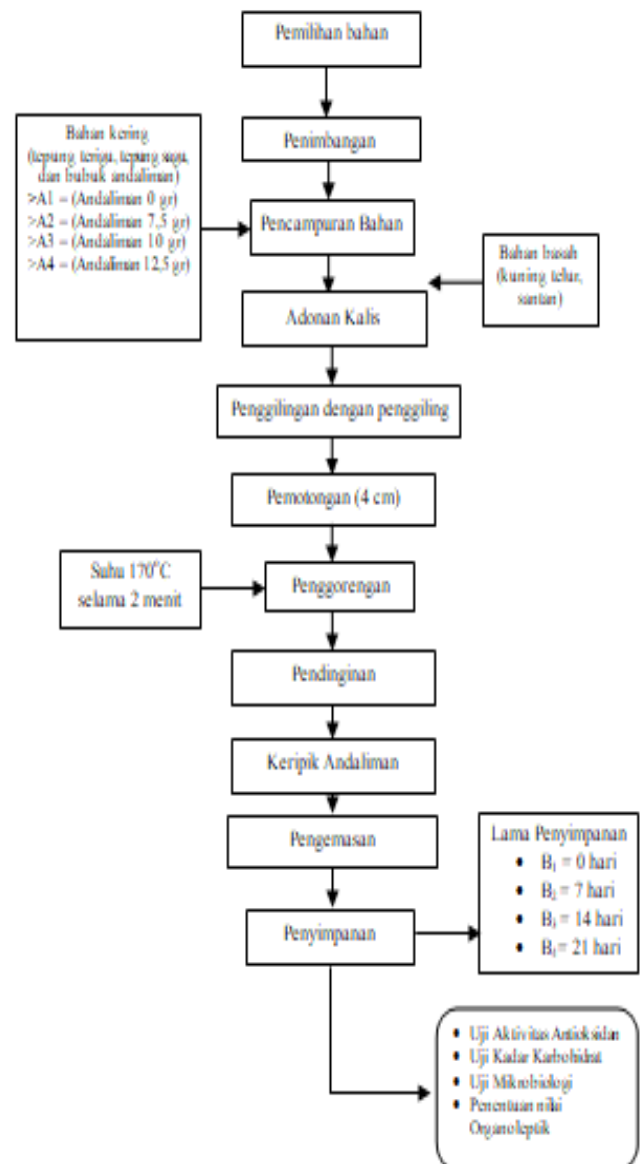 Pemilihan bahan
Penimbangan
Bahan kering
(tepung terigu, tepung sagu,
dan bubuk andaliman)
>A1 = (Andaliman 0 gr)
>A2 = (Andaliman 7,5 gr)
>A3 = (Andaliman 10 gr)
>A4 = (Andaliman 12,5 gr)
Pencampuran Bahan
Bahan basah
(kuning telur,
santan)
Adonan Kalis
Penggilingan dengan penggiling
Pemotongan (4 cm)
Suhu 170°C
selama 2 menit
Penggorengan
Pendinginan
Keripik Andaliman
Pengemasan
Penyimpanan
Lama Penyimpanan
• B₁ = 0 hari
• B₂ = 7 hari
• B₃ = 14 hari
• B₄ = 21 hari
• Uji Aktivitas Antioksidan
• Uji Kadar Karbohidrat
• Uji Mikrobiologi
• Penentuan nilai
Organoleptik